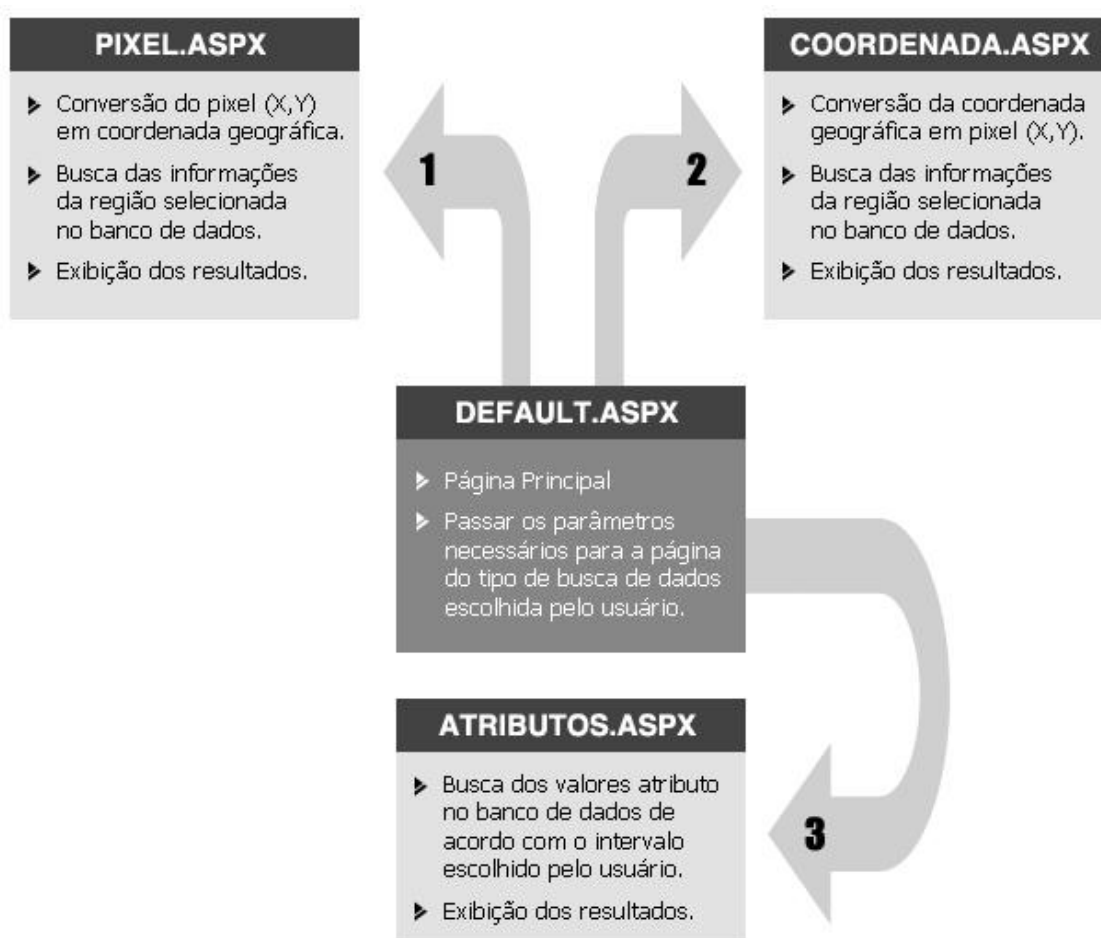 PIXEL.ASPX
Conversão do pixel (X,Y)
em coordenada geográfica.
Busca das informações
da região selecionada
no banco de dados.
Exibição dos resultados.
1
2
COORDENADA.ASPX
Conversão da coordenada
geográfica em pixel (X,Y).
Busca das informações
da região selecionada
no banco de dados.
Exibição dos resultados.
DEFAULT.ASPX
Página Principal
Passar os parâmetros
necessários para a página
do tipo de busca de dados
escolhida pelo usuário.
3
ATRIBUTOS.ASPX
Busca dos valores atributo
no banco de dados de
acordo com o intervalo
escolhido pelo usuário.
Exibição dos resultados.